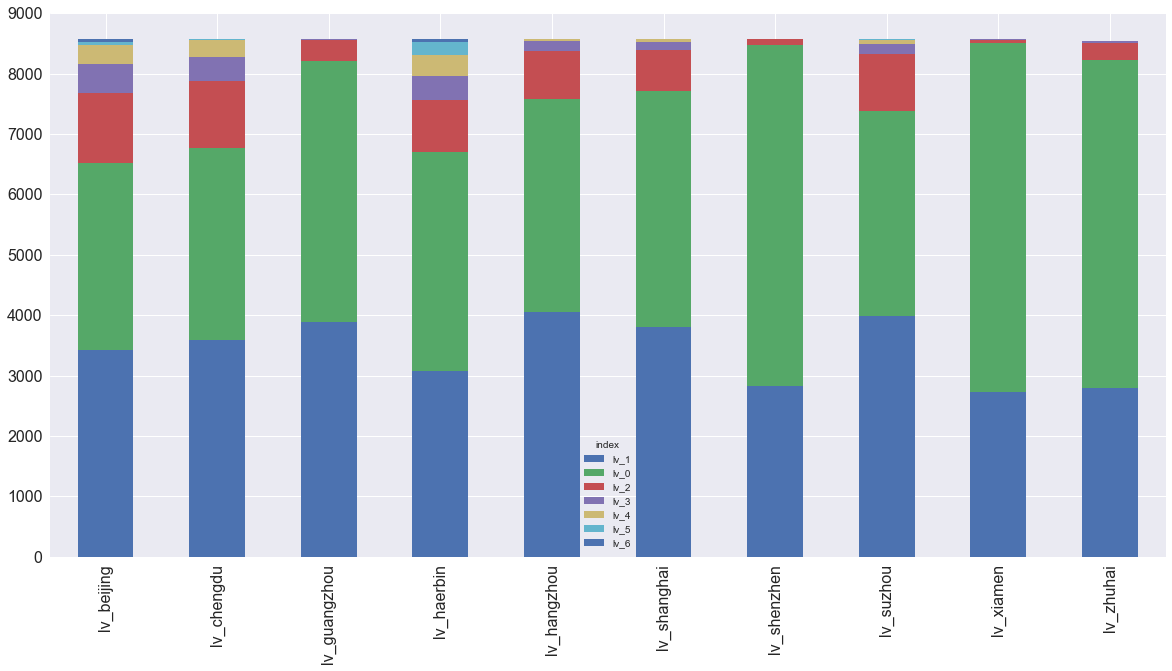 9000
8000
7000
6000
5000
4000
3000
2000
1000
0
index
lv_1
lv_0
lv_2
lv_3
lv_4
lv_5
lv_6
lv_beijing
lv_chengdu
lv_guangzhou
lv_haerbin
lv_hangzhou
lv_shanghai
lv_shenzhen
lv_suzhou
lv_xiamen
lv_zhuhai